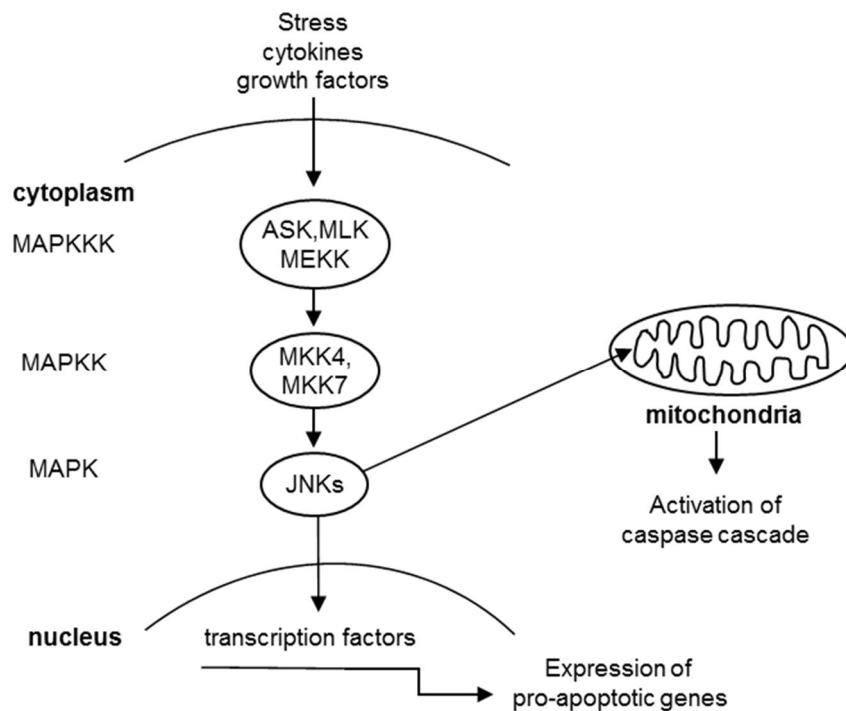 Stress
cytokines
growth factors
cytoplasm
MAPKKK
ASK,MLK
MEKK
MAPKK
MKK4,
MKK7
mitochondria
MAPK
JNKs
Activation of
caspase cascade
nucleus
transcription factors
Expression of
pro-apoptotic genes